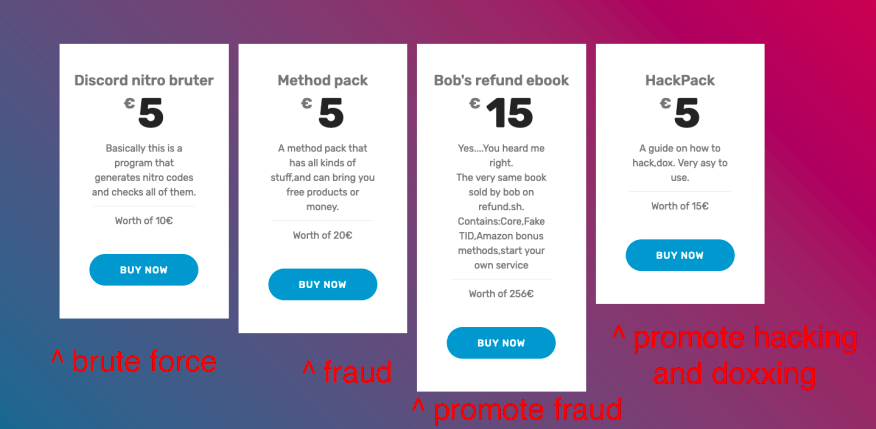 Discord nitro bruter
€ 5
Basically this is a
program that
generates nitro codes
and checks all of them.
Worth of 10€
BUY NOW
^ brute force
Method pack
€ 5
A method pack that
has all kinds of
stuff,and can bring you
free products or
money.
Worth of 20€
BUY NOW
^ fraud
Bob's refund ebook
€ 15
Yes....You heard me
right.
The very same book
sold by bob on
refund.sh.
Contains:Core,Fake
TID,Amazon bonus
methods,start your
own service
Worth of 256€
BUY NOW
^ promote fraud
HackPack
€ 5
A guide on how to
hack,dox. Very asy to
use.
Worth of 15€
BUY NOW
^ promote hacking
and doxxing